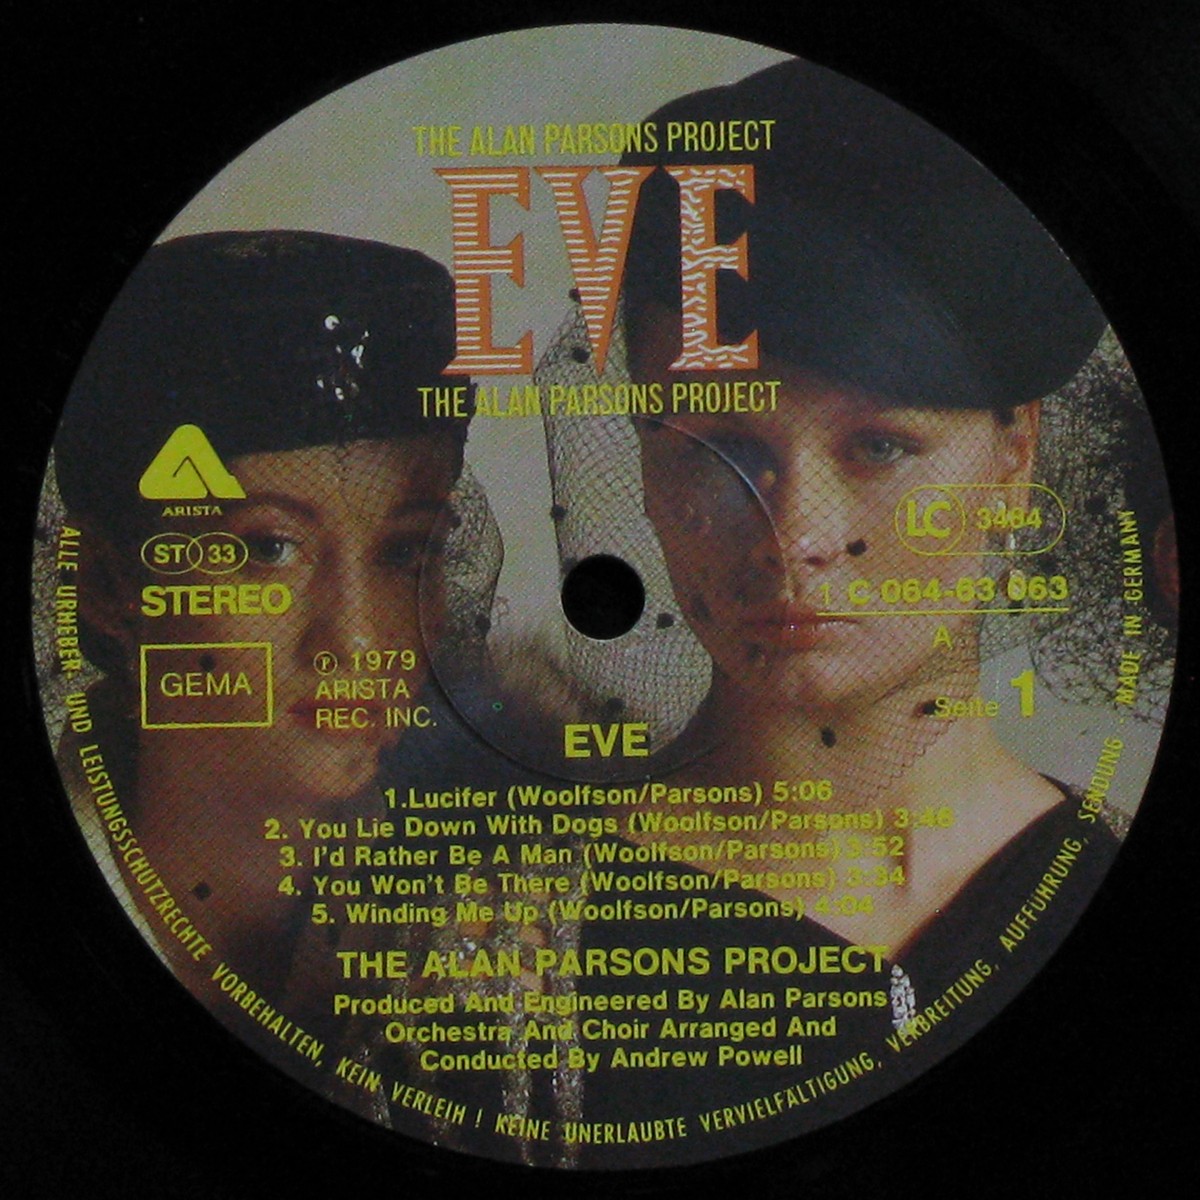 THE ALAN PARSONS PROJECT
EVE
THE ALAN PARSONS PROJECT
ARISTA
ST 33
STEREO
GEMA
℗ 1979
ARISTA
REC. INC.
LC 3484
1 C 064-63 063
A
Seite 1
EVE
1.Lucifer (Woolfson/Parsons) 5:06
2. You Lie Down With Dogs (Woolfson/Parsons) 3:46
3. I'd Rather Be A Man (Woolfson/Parsons) 3:52
4. You Won't Be There (Woolfson/Parsons) 3:34
5. Winding Me Up (Woolfson/Parsons) 4:04
THE ALAN PARSONS PROJECT
Produced And Engineered By Alan Parsons
Orchestra And Choir Arranged And
Conducted By Andrew Powell
ALLE URHEBER- UND LEISTUNGSSCHUTZRECHTE VORBEHALTEN, KEIN VERLEIH ! KEINE UNERLAUBTE VERVIELFÄLTIGUNG, VERBREITUNG, AUFFÜHRUNG, SENDUNG · MADE IN GERMANY